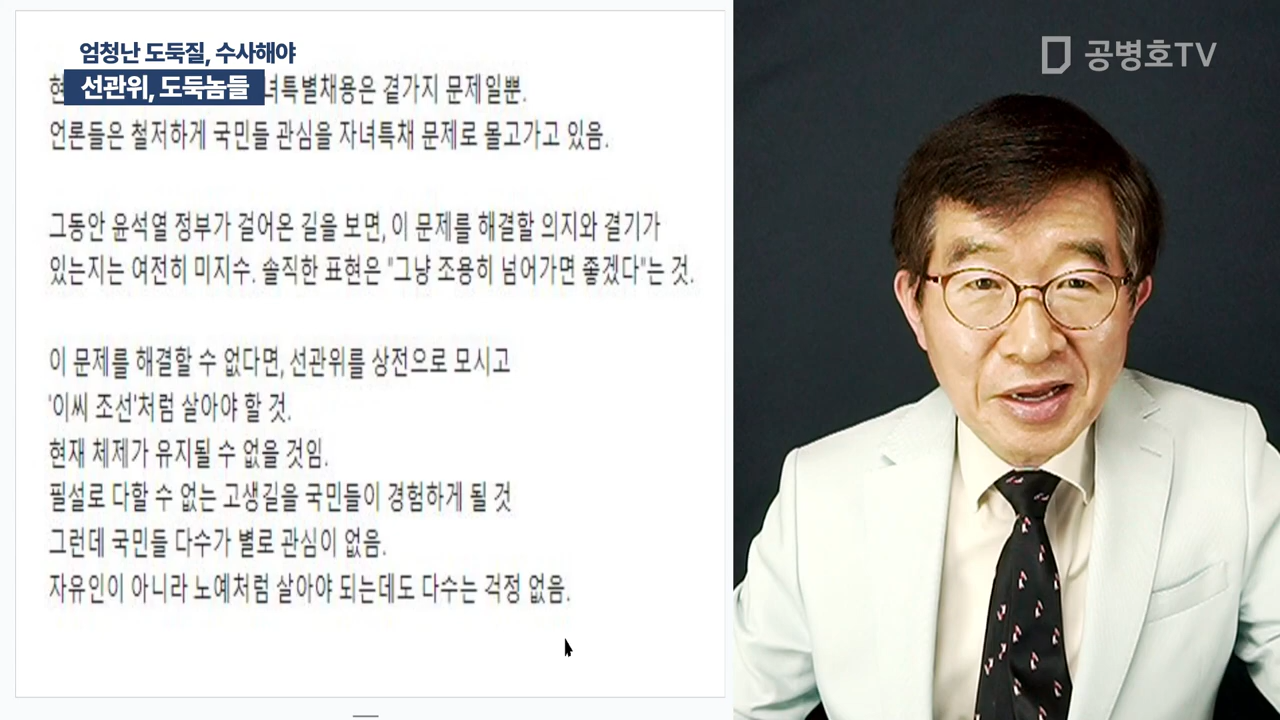 엄청난 도둑질, 수사해야
선관위, 도둑놈들
공병호TV
현 녀특별채용은 곁가지 문제일뿐.
언론들은 철저하게 국민들 관심을 자녀특채 문제로 몰고가고 있음.
그동안 윤석열 정부가 걸어온 길을 보면, 이 문제를 해결할 의지와 결기가
있는지는 여전히 미지수. 솔직한 표현은 "그냥 조용히 넘어가면 좋겠다"는 것.
이 문제를 해결할 수 없다면, 선관위를 상전으로 모시고
'이씨 조선'처럼 살아야 할 것.
현재 체제가 유지될 수 없을 것임.
필설로 다할 수 없는 고생길을 국민들이 경험하게 될 것
그런데 국민들 다수가 별로 관심이 없음.
자유인이 아니라 노예처럼 살아야 되는데도 다수는 걱정 없음.